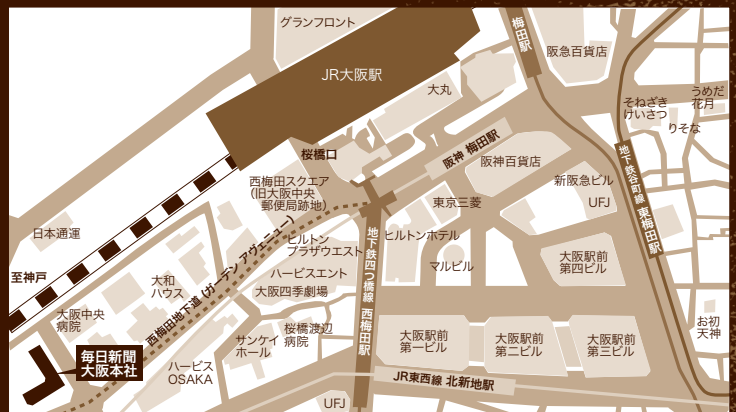 グランフロント
JR大阪駅
梅田駅
阪急百貨店
大丸
うめだ
花月
そねざき
けいさつ
りそな
桜橋口
阪神 梅田駅
阪神百貨店
地下鉄谷町線 東梅田駅
西梅田スクエア
（旧大阪中央
郵便局跡地）
新阪急ビル
UFJ
東京三菱
日本通運
ヒルトン
プラザウエスト
ヒルトンホテル
地下鉄四つ橋線 西梅田駅
マルビル
大阪駅前
第四ビル
至神戸
大和
ハウス
西梅田地下道（ガーデン アヴェニュー）
ハービスエント
大阪四季劇場
大阪中央
病院
サンケイ
ホール
桜橋渡辺
病院
大阪駅前
第一ビル
大阪駅前
第二ビル
大阪駅前
第三ビル
お初
天神
毎日新聞
大阪本社
ハービス
OSAKA
JR東西線 北新地駅
UFJ